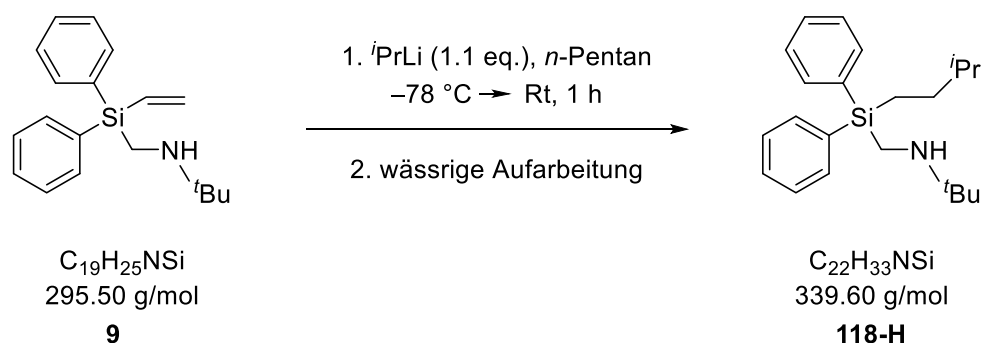 Si
NH
ᵗBu
C₁₉H₂₅NSi
295.50 g/mol
9
1. ⁱPrLi (1.1 eq.), n-Pentan
–78 °C → Rt, 1 h
2. wässrige Aufarbeitung
ⁱPr
Si
NH
ᵗBu
C₂₂H₃₃NSi
339.60 g/mol
118-H